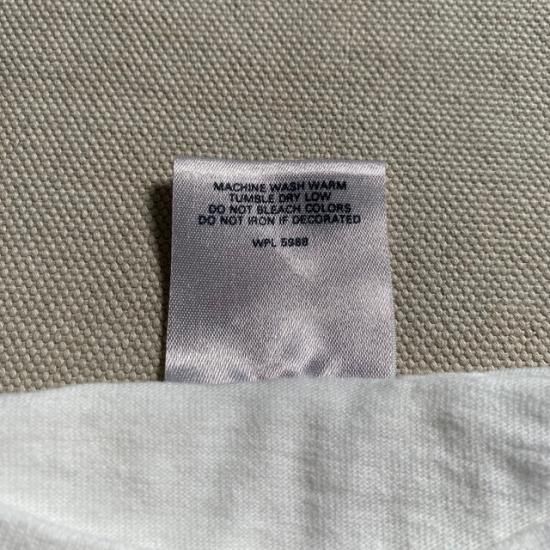 MACHINE WASH WARM
TUMBLE DRY LOW
DO NOT BLEACH COLORS
DO NOT IRON IF DECORATED
WPL 5988